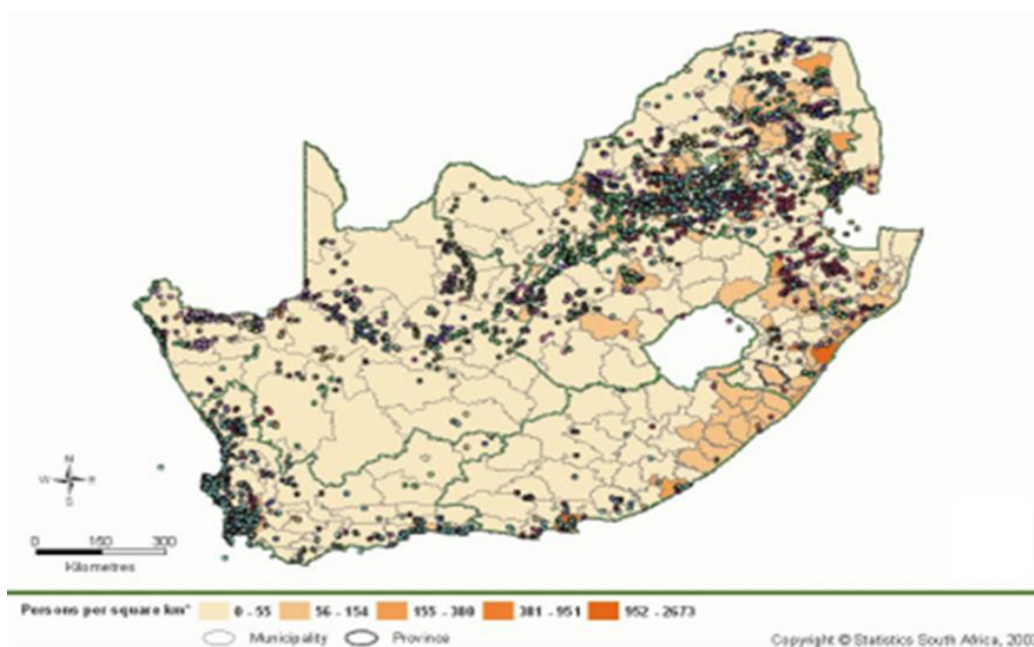 N
W
E
S
0 150 300
Kilometres
Persons per square km² 0 - 55 56 - 154 155 - 380 381 - 951 952 - 2673
Municipality Province
Copyright © Statistics South Africa, 200